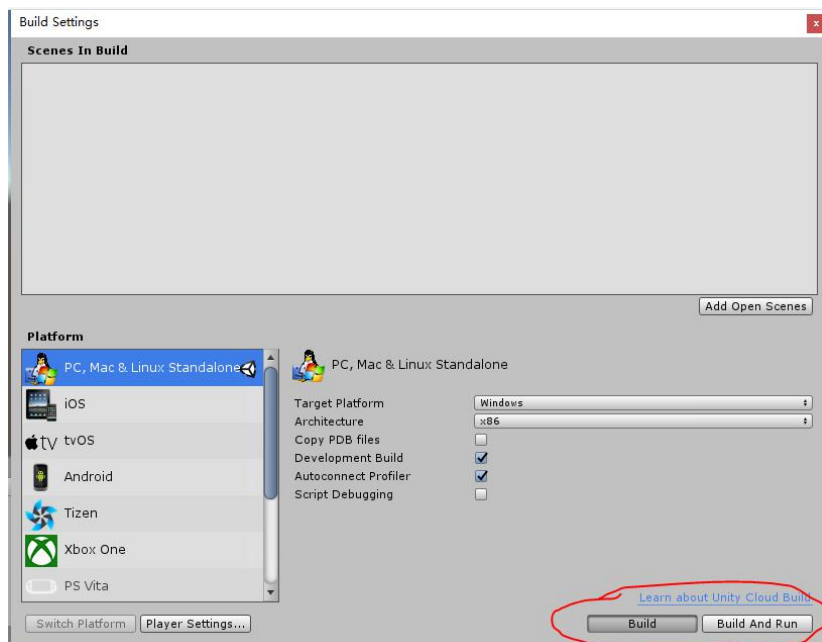 Build Settings
x
Scenes In Build
Add Open Scenes
Platform
PC, Mac & Linux Standalone
iOS
tv tvOS
Android
Tizen
Xbox One
PS Vita
PC, Mac & Linux Standalone
Target Platform Windows
Architecture x86
Copy PDB files
Development Build
Autoconnect Profiler
Script Debugging
Learn about Unity Cloud Build
Switch Platform Player Settings... Build Build And Run